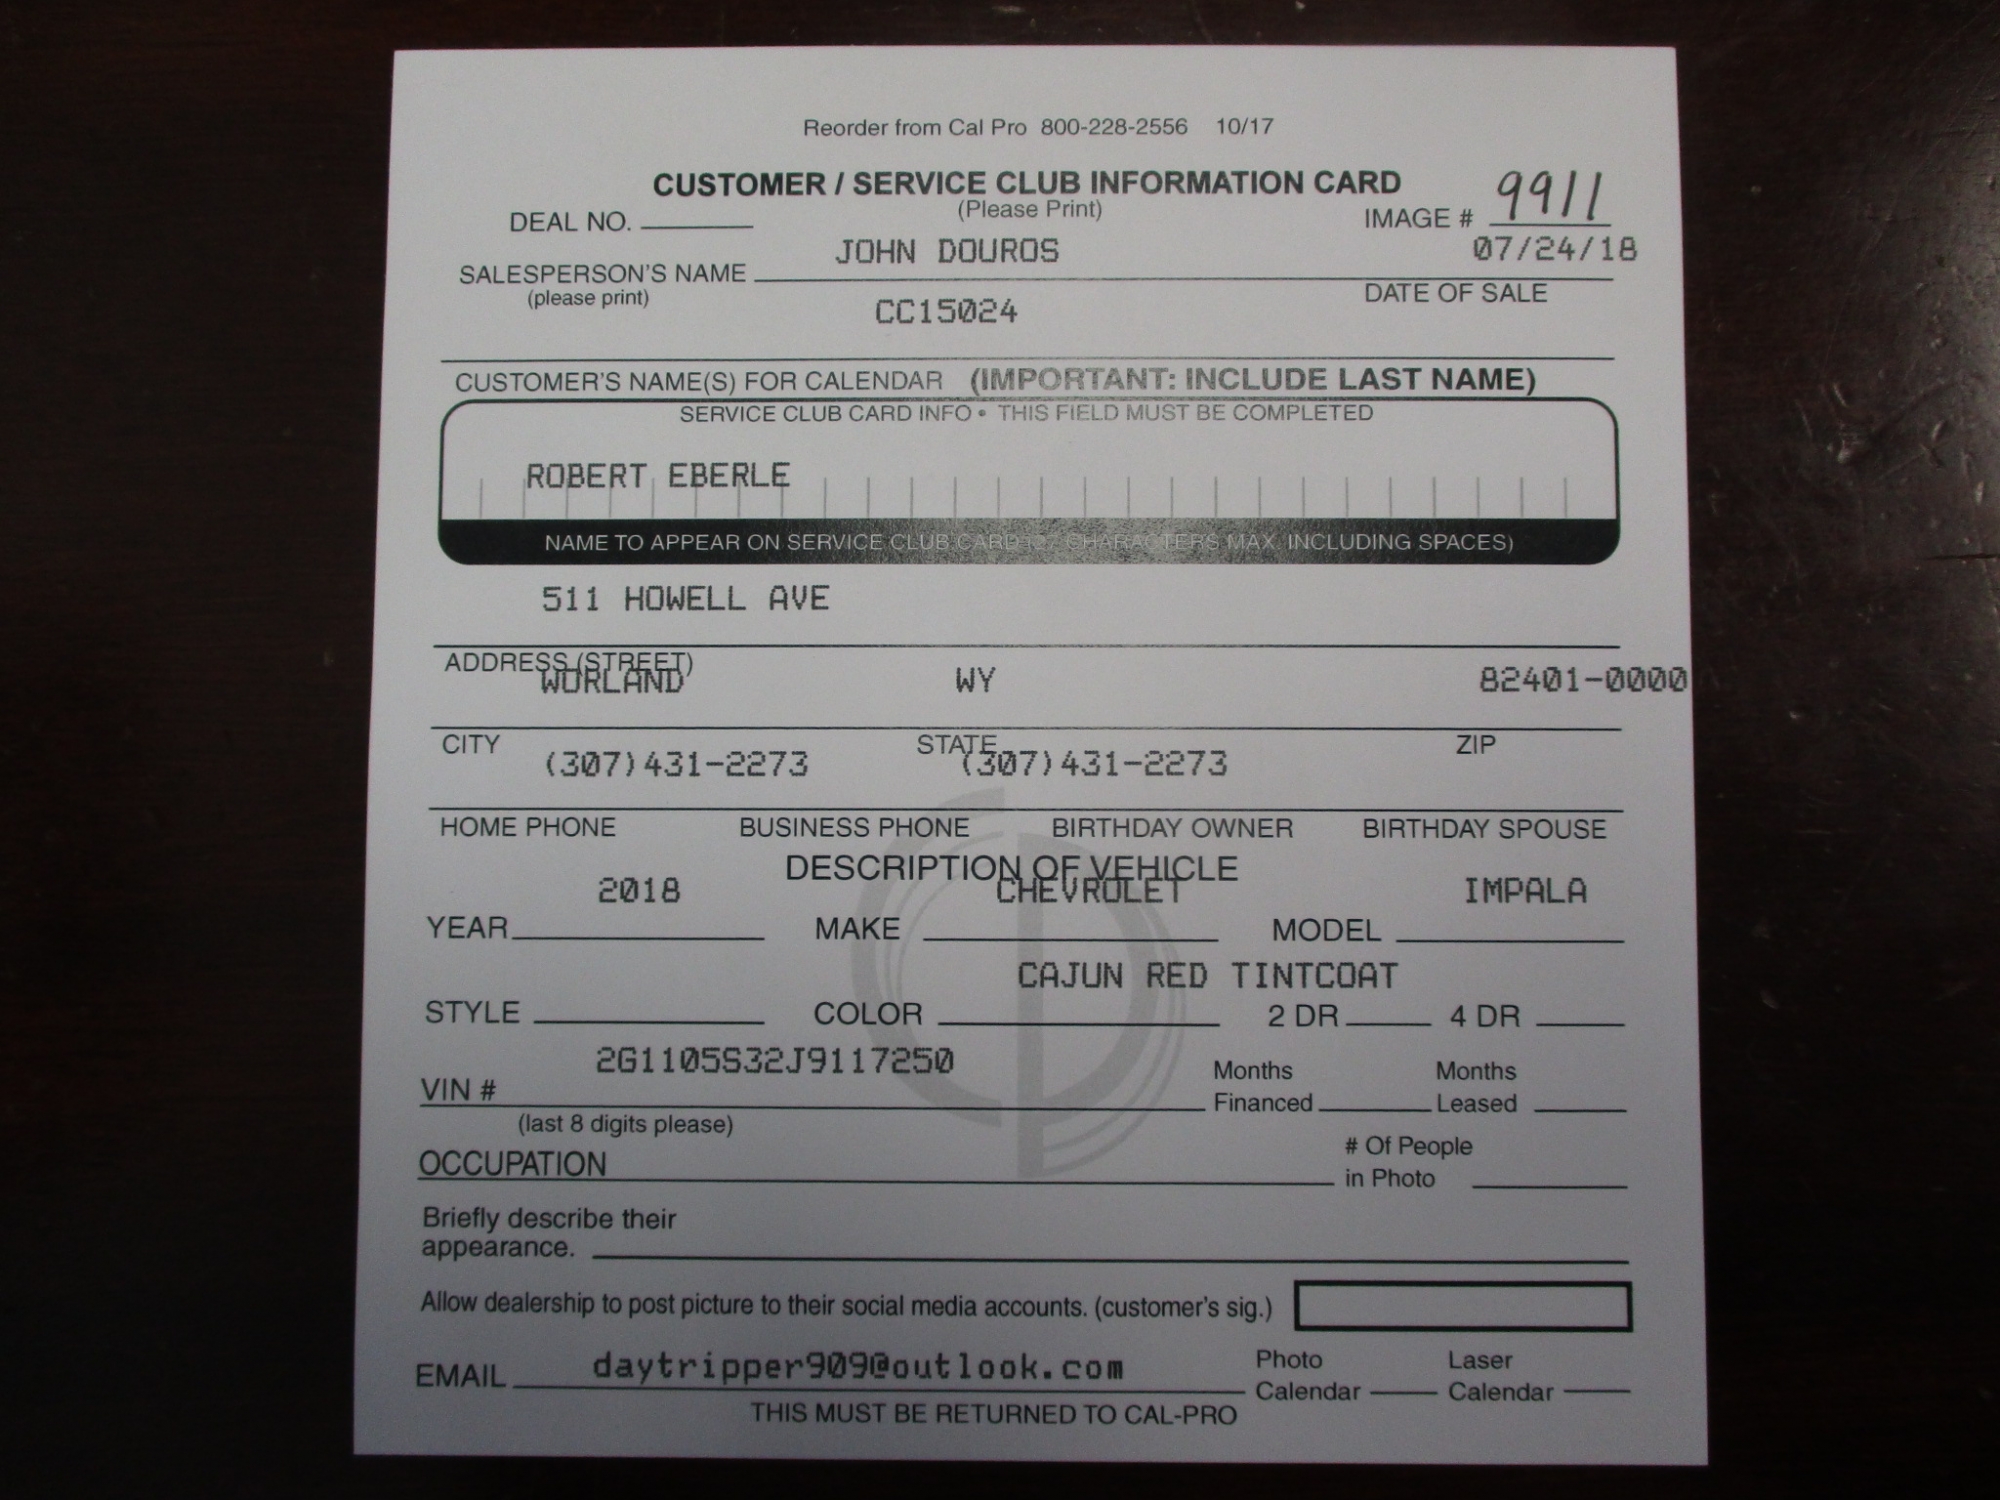 Reorder from Cal Pro 800-228-2556 10/17
CUSTOMER / SERVICE CLUB INFORMATION CARD
(Please Print)
DEAL NO. IMAGE # 9911
JOHN DOUROS 07/24/18
SALESPERSON'S NAME DATE OF SALE
(please print)
CC15024
CUSTOMER'S NAME(S) FOR CALENDAR (IMPORTANT: INCLUDE LAST NAME)
SERVICE CLUB CARD INFO • THIS FIELD MUST BE COMPLETED
ROBERT EBERLE
NAME TO APPEAR ON SERVICE CLUB CARD (27 CHARACTERS MAX. INCLUDING SPACES)
511 HOWELL AVE
ADDRESS (STREET)
WORLAND WY 82401-0000
CITY STATE ZIP
(307)431-2273 (307)431-2273
HOME PHONE BUSINESS PHONE BIRTHDAY OWNER BIRTHDAY SPOUSE
DESCRIPTION OF VEHICLE
2018 CHEVROLET IMPALA
YEAR MAKE MODEL
CAJUN RED TINTCOAT
STYLE COLOR 2 DR 4 DR
2G1105S32J9117250
VIN # Months Financed Months Leased
(last 8 digits please)
OCCUPATION # Of People in Photo
Briefly describe their
appearance.
Allow dealership to post picture to their social media accounts. (customer's sig.)
EMAIL daytripper909@outlook.com Photo Calendar Laser Calendar
THIS MUST BE RETURNED TO CAL-PRO